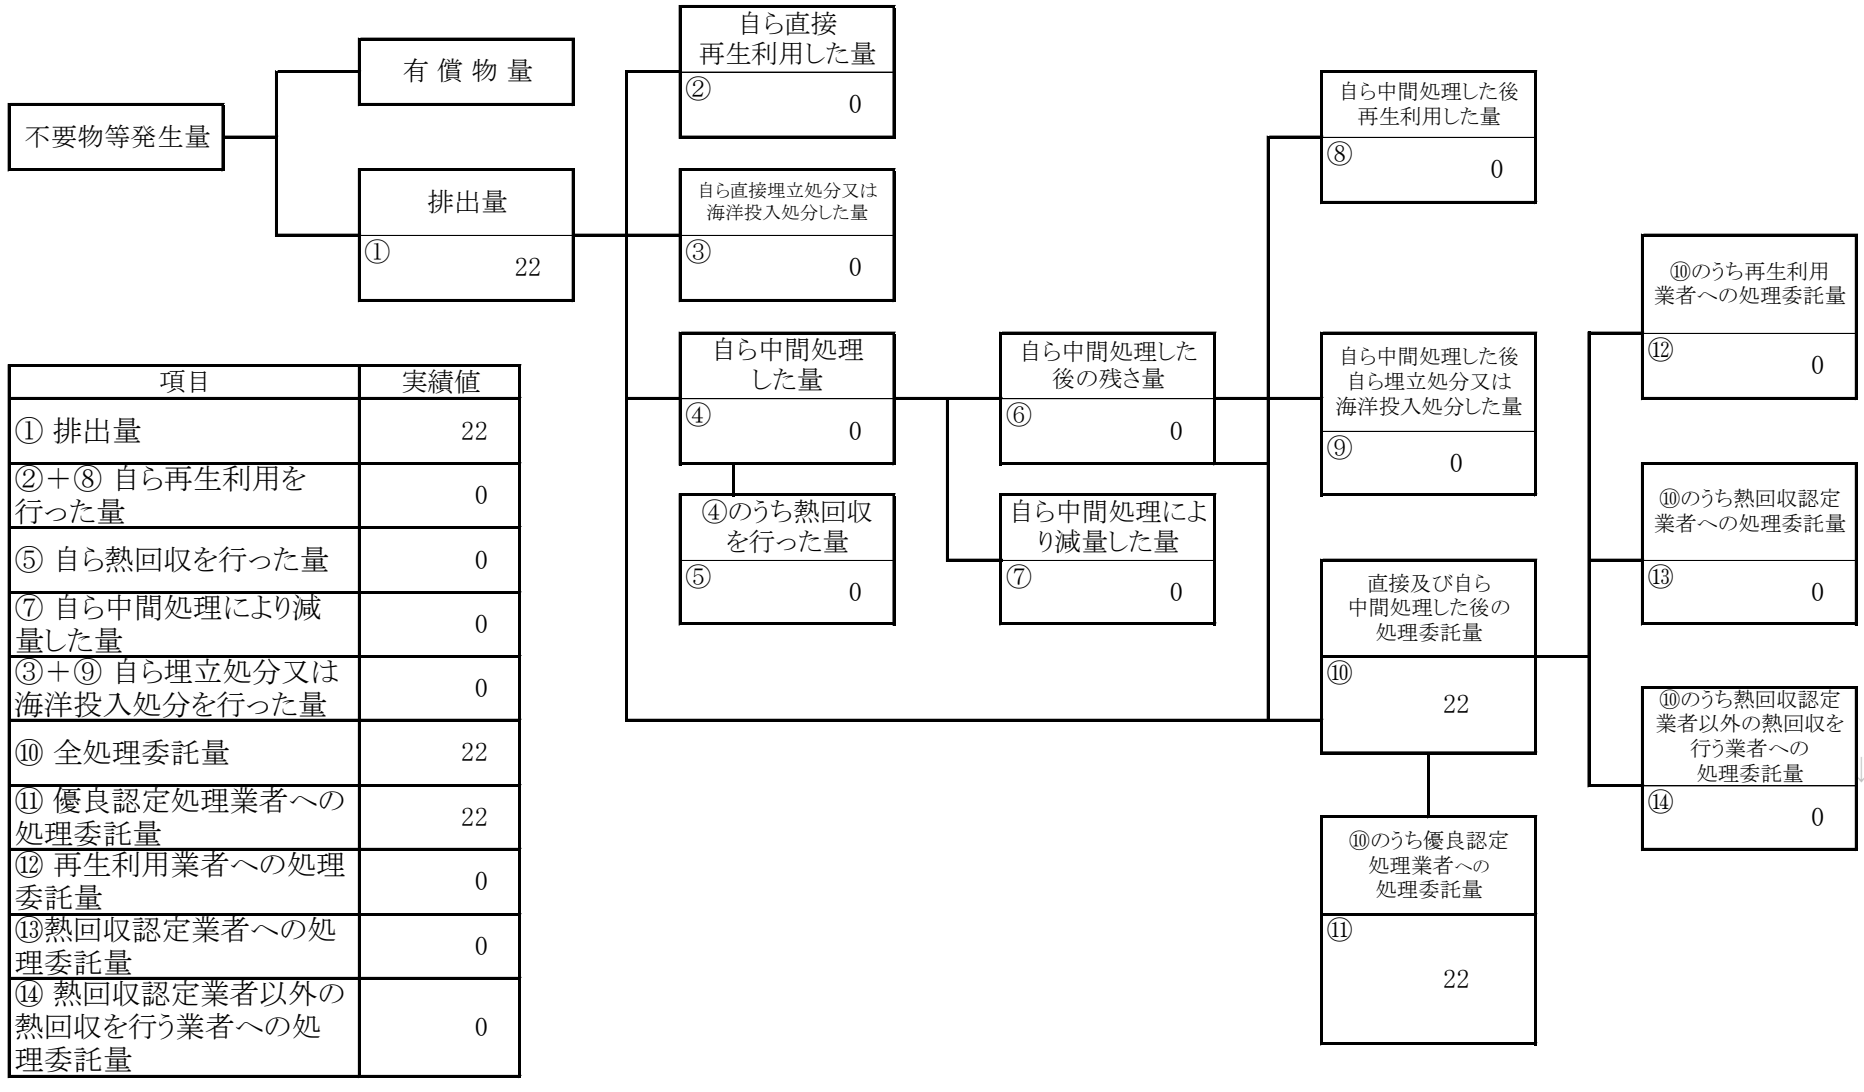 不要物等発生量
有 償 物 量
排出量
①
22
自ら直接
再生利用した量
②
0
自ら直接埋立処分又は
海洋投入処分した量
③
0
自ら中間処理
した量
④
0
④のうち熱回収
を行った量
⑤
0
自ら中間処理した
後の残さ量
⑥
0
自ら中間処理によ
り減量した量
⑦
0
自ら中間処理した後
再生利用した量
⑧
0
自ら中間処理した後
自ら埋立処分又は
海洋投入処分した量
⑨
0
直接及び自ら
中間処理した後の
処理委託量
⑩
22
⑩のうち優良認定
処理業者への
処理委託量
⑪
22
⑩のうち再生利用
業者への処理委託量
⑫
0
⑩のうち熱回収認定
業者への処理委託量
⑬
0
⑩のうち熱回収認定
業者以外の熱回収を
行う業者への
処理委託量
⑭
0
項目 実績値
① 排出量 22
②＋⑧ 自ら再生利用を
行った量 0
⑤ 自ら熱回収を行った量 0
⑦ 自ら中間処理により減
量した量 0
③＋⑨ 自ら埋立処分又は
海洋投入処分を行った量 0
⑩ 全処理委託量 22
⑪ 優良認定処理業者への
処理委託量 22
⑫ 再生利用業者への処理
委託量 0
⑬熱回収認定業者への処
理委託量 0
⑭ 熱回収認定業者以外の
熱回収を行う業者への処
理委託量 0